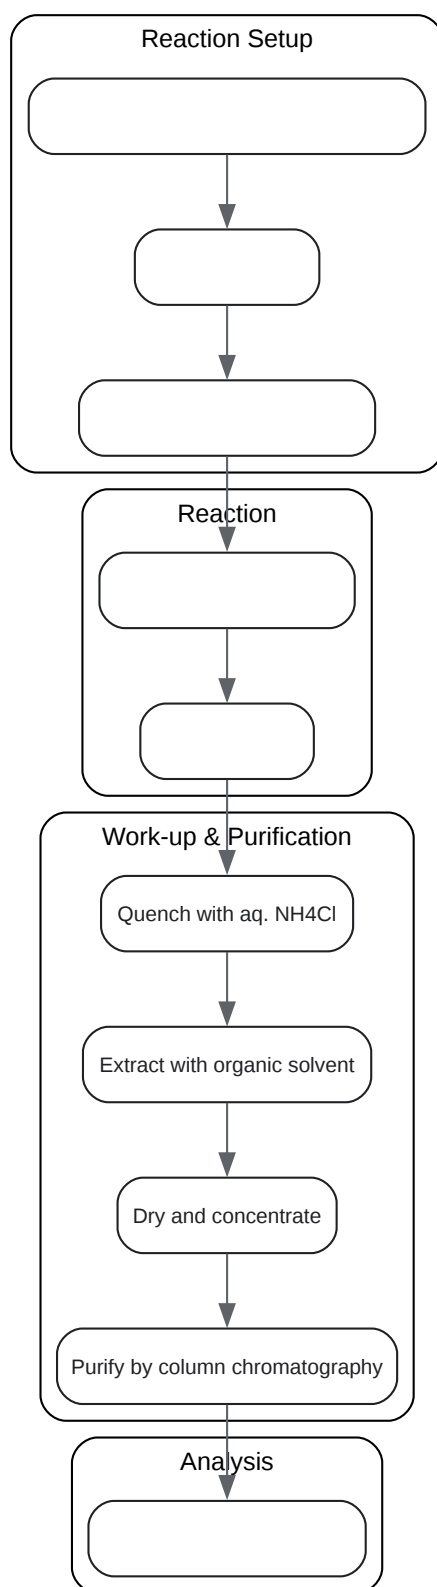 Reaction Setup
Reaction
Work-up & Purification
Quench with aq. NH4Cl
Extract with organic solvent
Dry and concentrate
Purify by column chromatography
Analysis